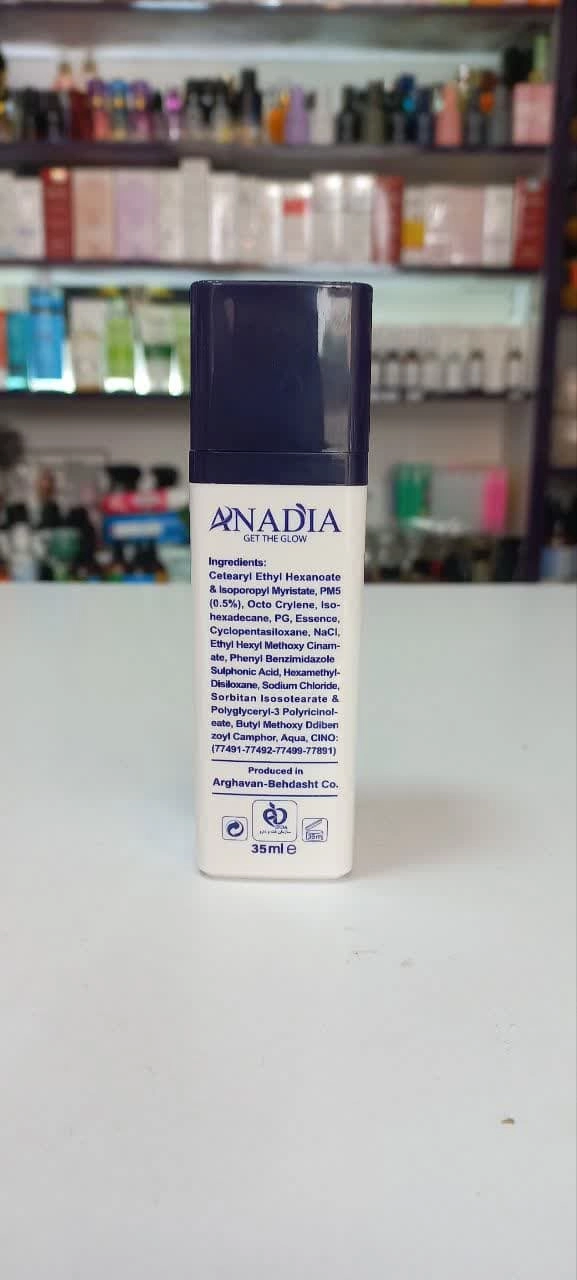 ANADIA
GET THE GLOW
Ingredients:
Cetearyl Ethyl Hexanoate
& Isoporopyl Myristate, PM5
(0.5%), Octo Crylene, Iso-
hexadecane, PG, Essence,
Cyclopentasiloxane, NaCl,
Ethyl Hexyl Methoxy Cinam-
ate, Phenyl Benzimidazole
Sulphonic Acid, Hexamethyl-
Disiloxane, Sodium Chloride,
Sorbitan Isosotearate &
Polyglyceryl-3 Polyricinol-
eate, Butyl Methoxy Ddiben
zoyl Camphor, Aqua, CINO:
(77491-77492-77499-77891)
Produced in
Arghavan-Behdasht Co.
سازمان غذا و دارو
35ml e